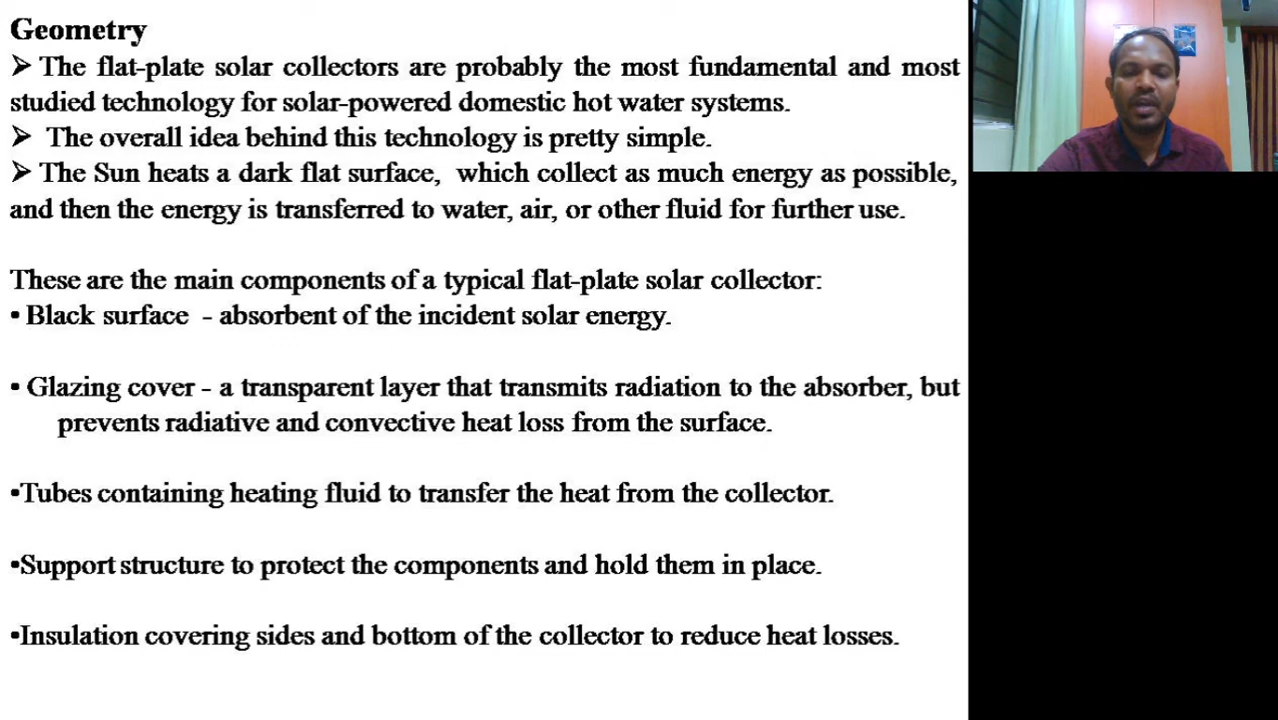 Geometry
➢ The flat-plate solar collectors are probably the most fundamental and most
studied technology for solar-powered domestic hot water systems.
➢ The overall idea behind this technology is pretty simple.
➢ The Sun heats a dark flat surface, which collect as much energy as possible,
and then the energy is transferred to water, air, or other fluid for further use.
These are the main components of a typical flat-plate solar collector:
• Black surface - absorbent of the incident solar energy.
• Glazing cover - a transparent layer that transmits radiation to the absorber, but
prevents radiative and convective heat loss from the surface.
•Tubes containing heating fluid to transfer the heat from the collector.
•Support structure to protect the components and hold them in place.
•Insulation covering sides and bottom of the collector to reduce heat losses.